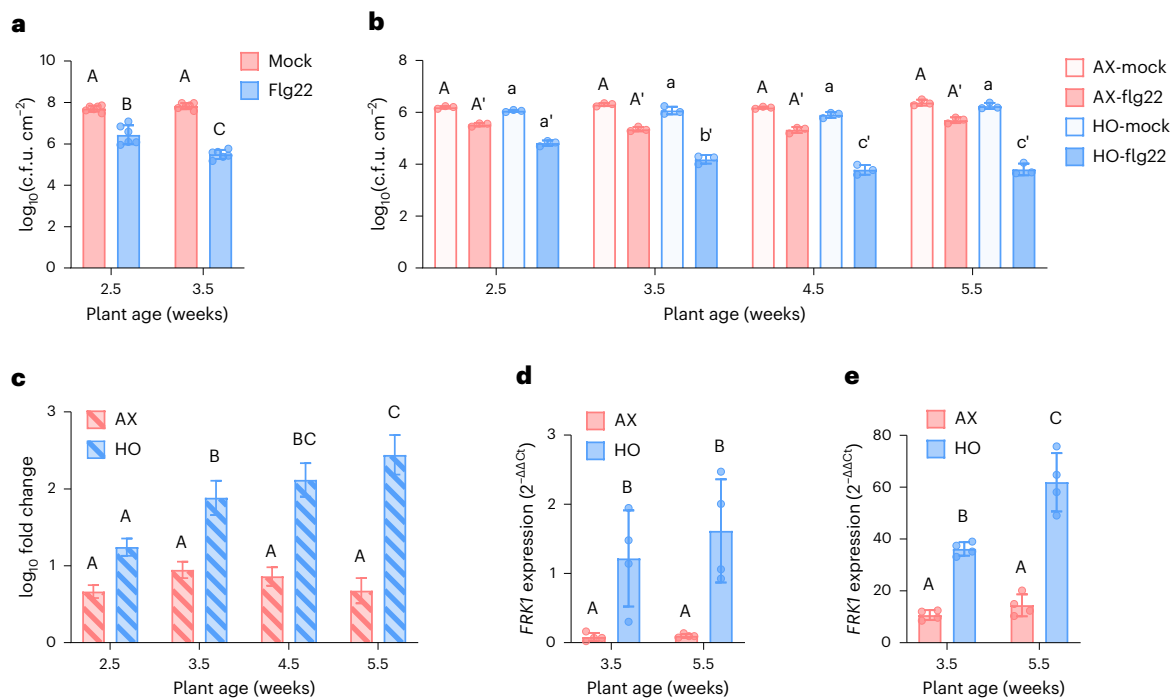 a
Mock
Flg22
log10(c.f.u. cm−2)
10
8
6
4
2
0
A
B
A
C
2.5
3.5
Plant age (weeks)
b
AX-mock
AX-flg22
HO-mock
HO-flg22
log10(c.f.u. cm−2)
8
6
4
2
0
A
A'
a
a'
A
A'
a
b'
A
A'
a
c'
A
A'
a
c'
2.5
3.5
4.5
5.5
Plant age (weeks)
c
AX
HO
log10 fold change
3
2
1
0
A
A
A
B
A
BC
A
C
2.5
3.5
4.5
5.5
Plant age (weeks)
d
AX
HO
FRK1 expression (2−ΔΔCt)
3
2
1
0
A
B
A
B
3.5
5.5
Plant age (weeks)
e
AX
HO
FRK1 expression (2−ΔΔCt)
80
60
40
20
0
A
B
A
C
3.5
5.5
Plant age (weeks)